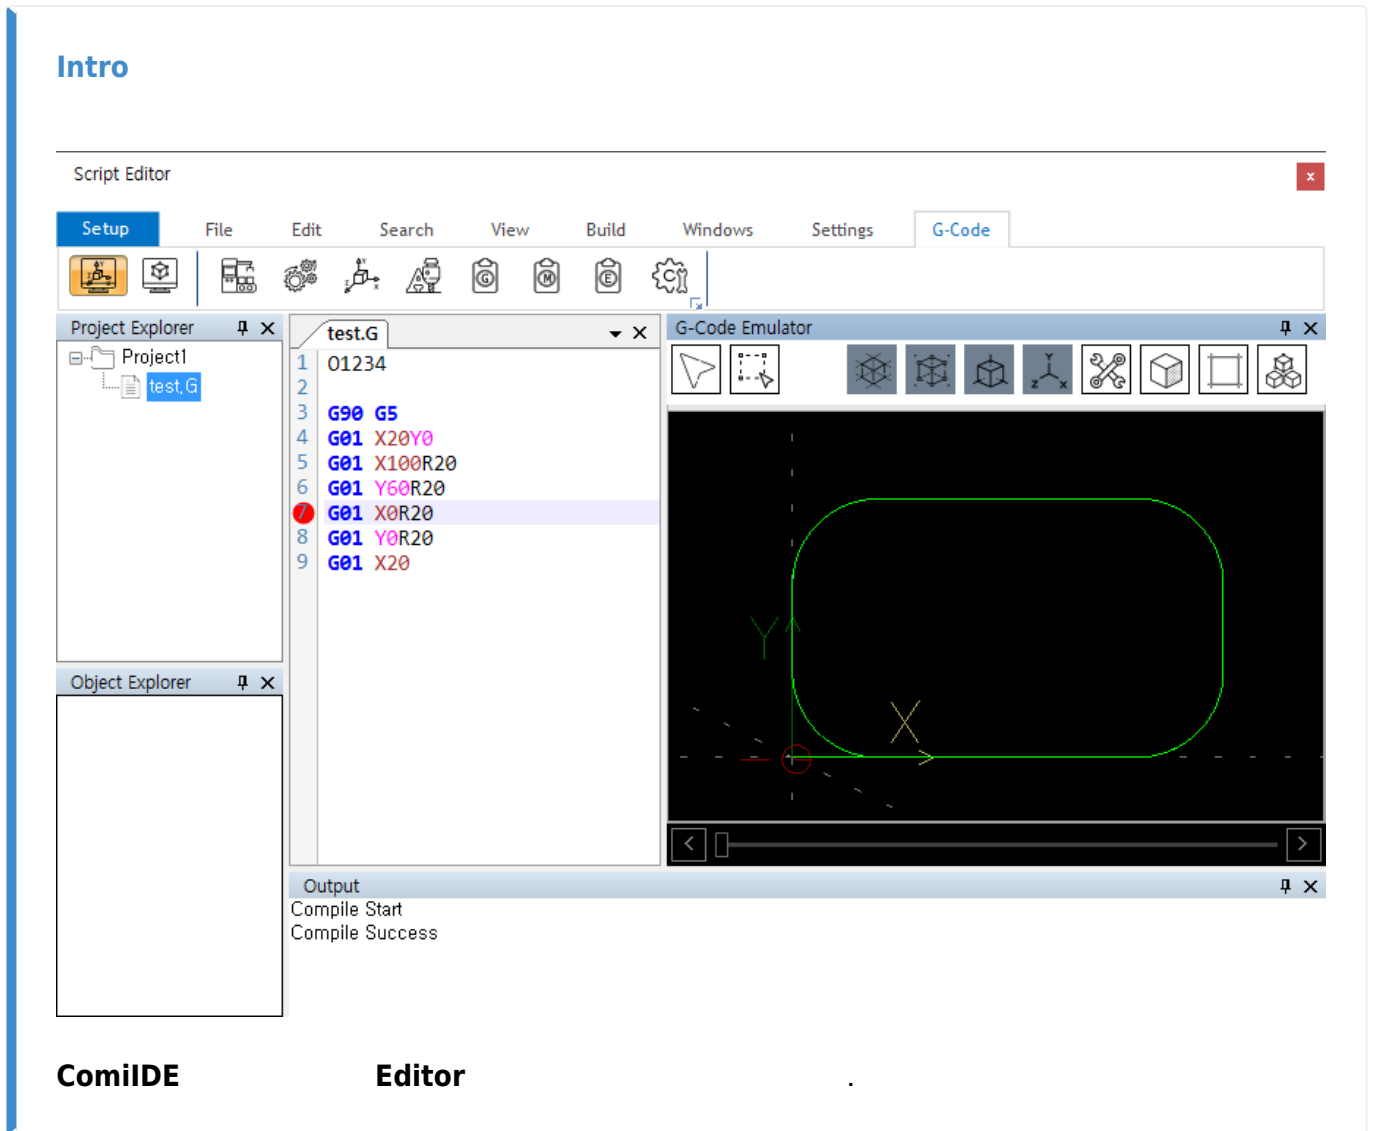 Intro
Script Editor
x
Setup File Edit Search View Build Windows Settings G-Code
Project Explorer
Project1
test.G
Object Explorer
test.G
1 O1234
2
3 G90 G5
4 G01 X20Y0
5 G01 X100R20
6 G01 Y60R20
7 G01 X0R20
8 G01 Y0R20
9 G01 X20
G-Code Emulator
Y
X
Output
Compile Start
Compile Success
ComiIDE Editor .